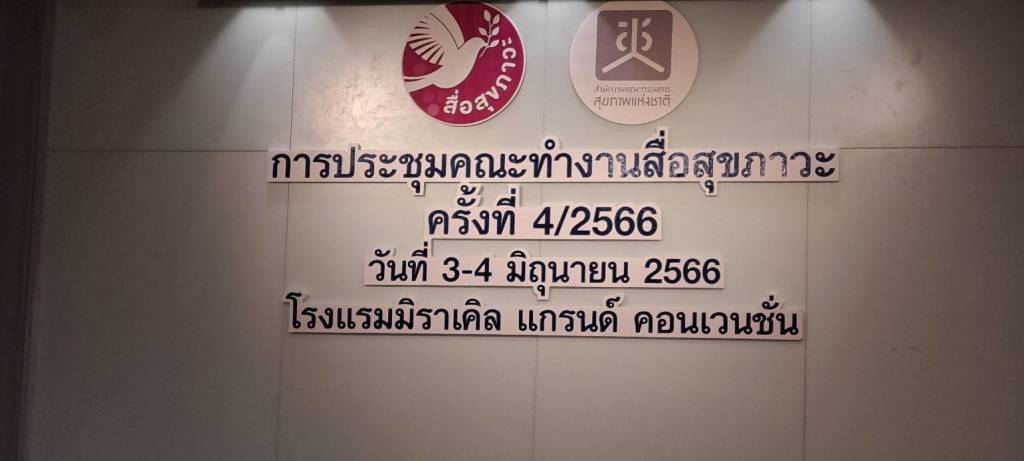 สื่อสุขภาวะ
สช
สำนักงานคณะกรรมการ
สุขภาพแห่งชาติ
การประชุมคณะทำงานสื่อสุขภาวะ
ครั้งที่ 4/2566
วันที่ 3-4 มิถุนายน 2566
โรงแรมมิราเคิล แกรนด์ คอนเวนชั่น